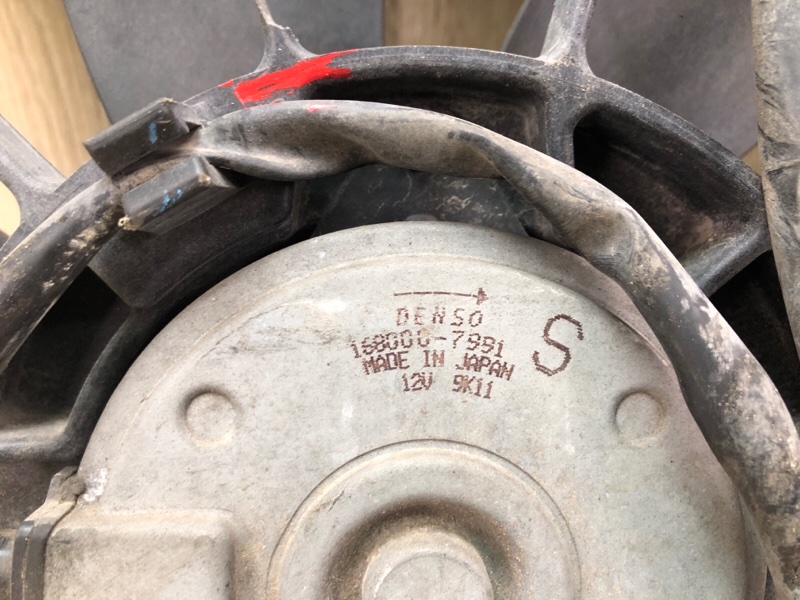 DENSO
168000-7991
MADE IN JAPAN
12V 9K11
S